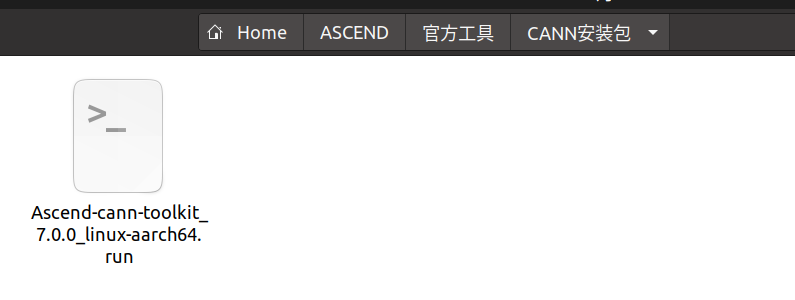 Home ASCEND 官方工具 CANN安装包
>_
Ascend-cann-toolkit_
7.0.0_linux-aarch64.
run